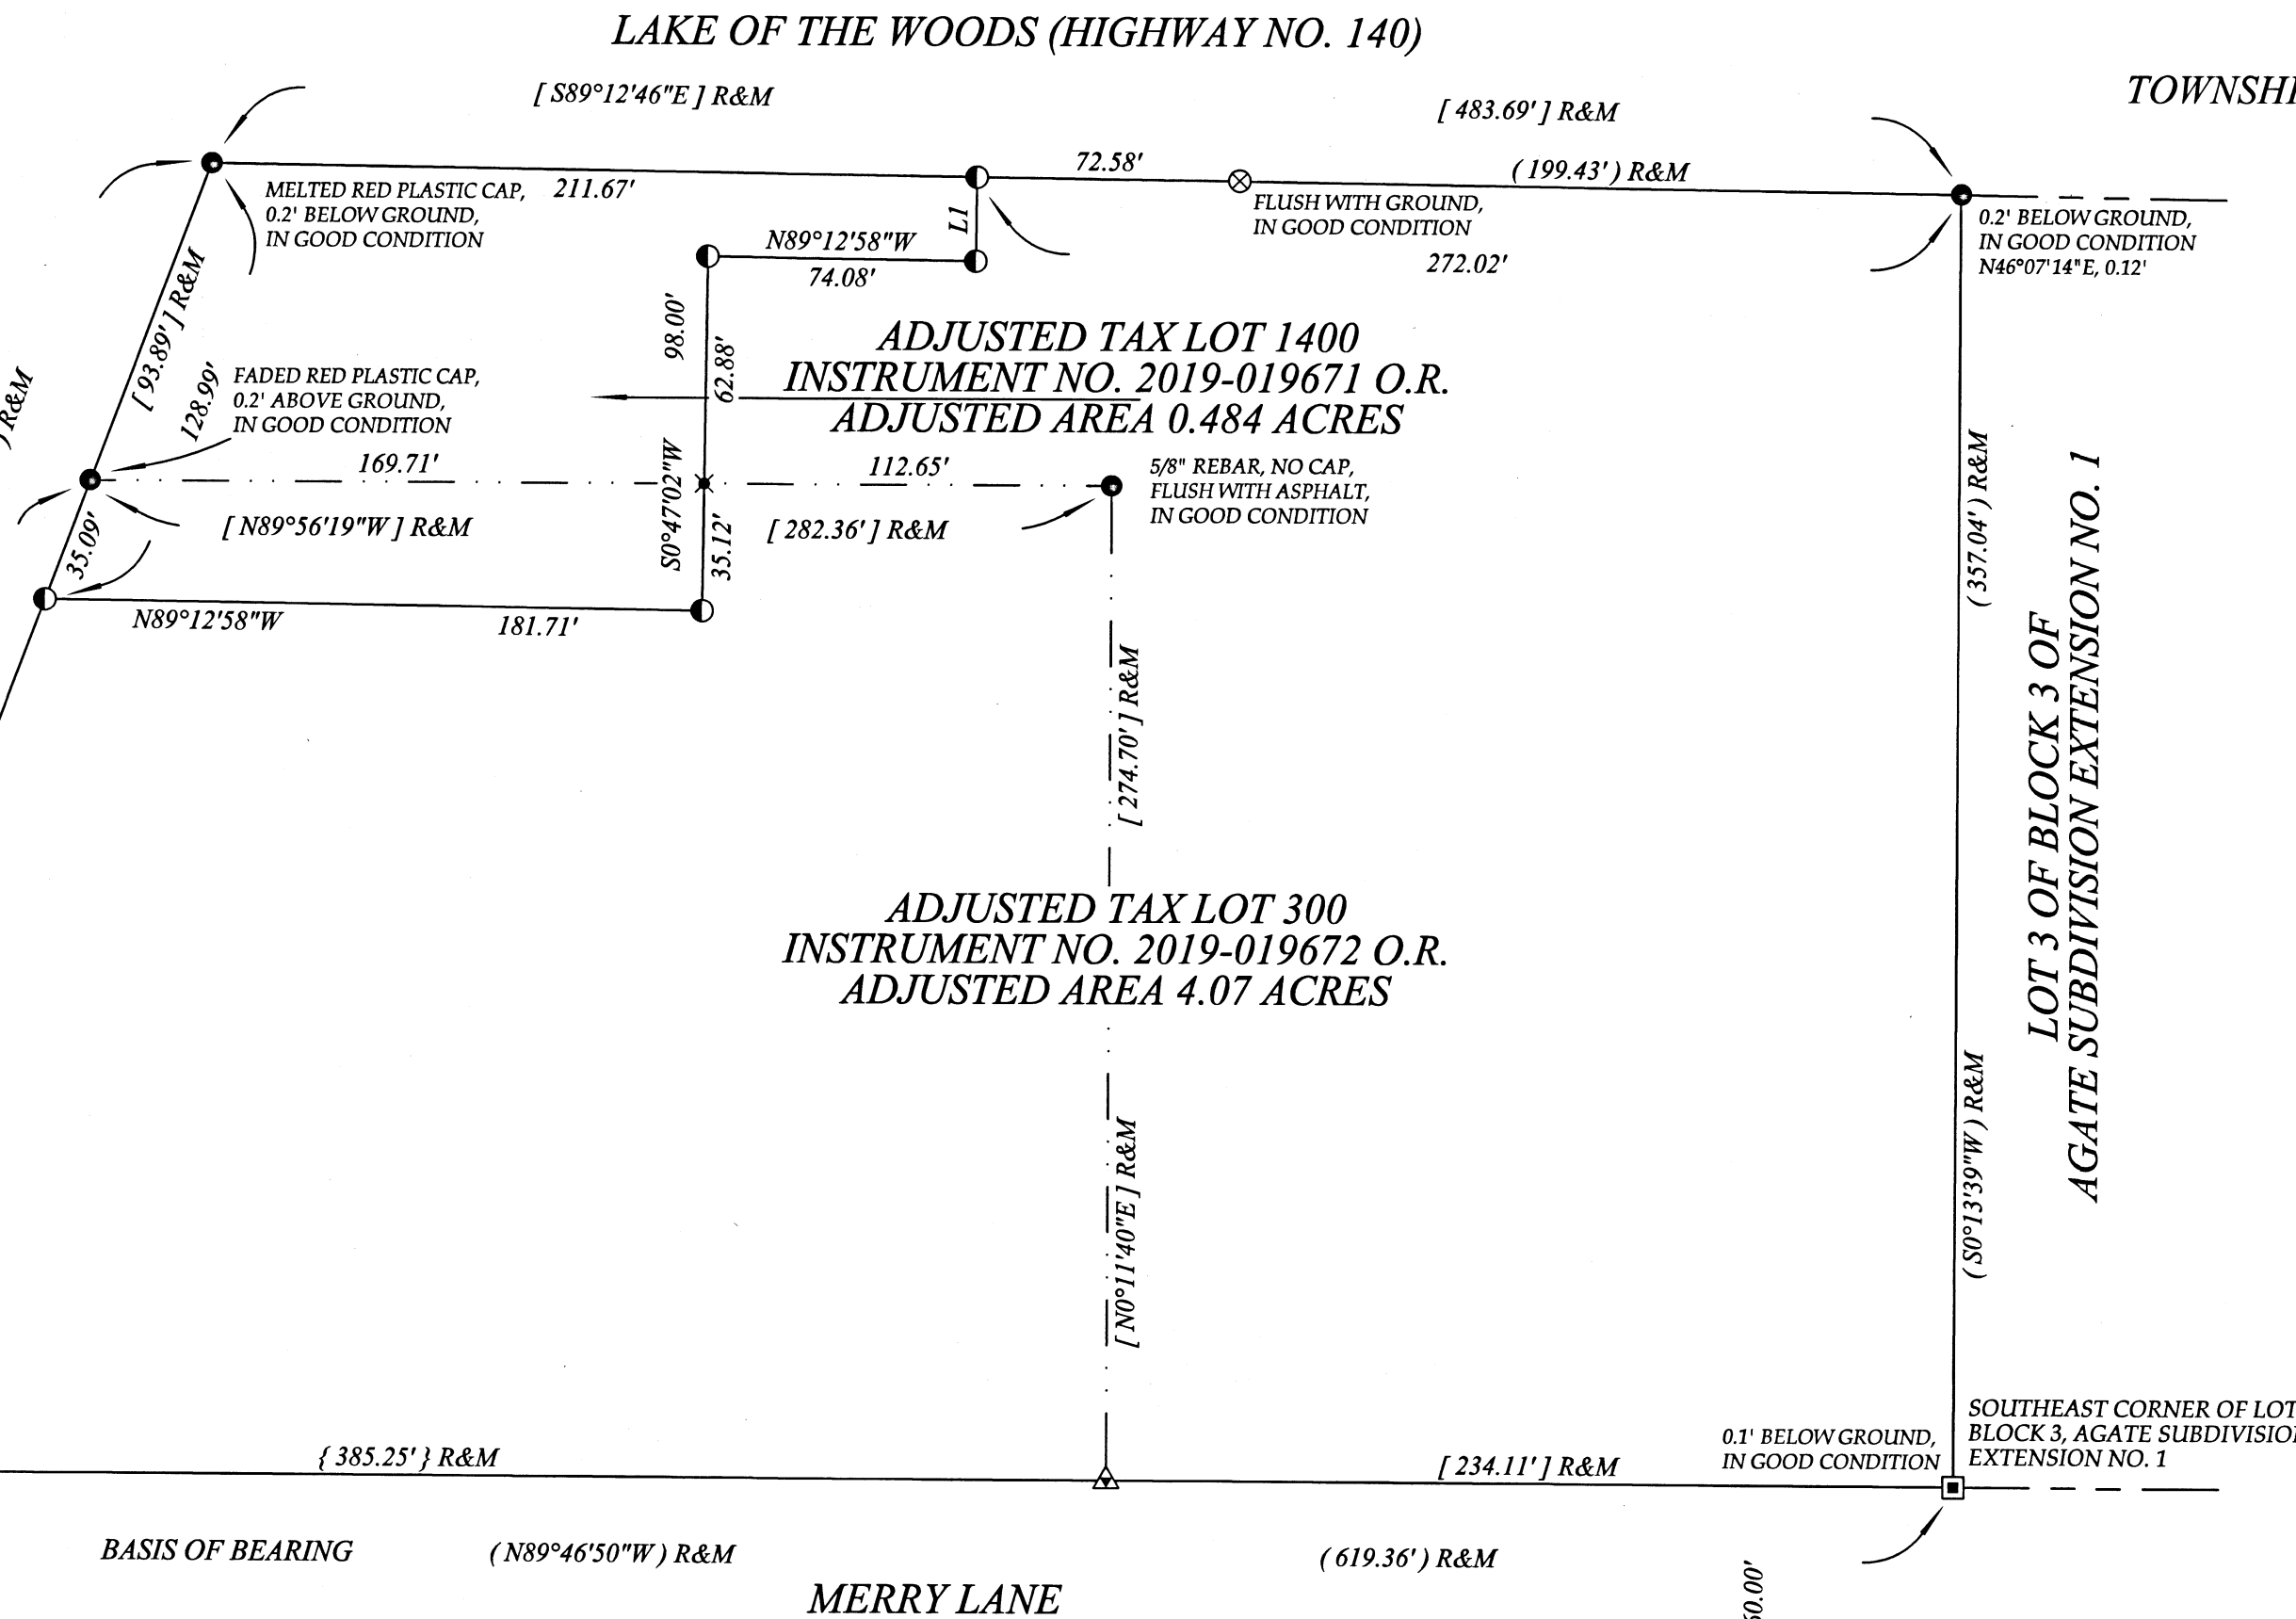 LAKE OF THE WOODS (HIGHWAY NO. 140)
TOWNSHI
[ S89°12'46"E ] R&M
[ 483.69' ] R&M
72.58'
( 199.43' ) R&M
MELTED RED PLASTIC CAP,
0.2' BELOW GROUND,
IN GOOD CONDITION
211.67'
L1
FLUSH WITH GROUND,
IN GOOD CONDITION
0.2' BELOW GROUND,
IN GOOD CONDITION
N46°07'14"E, 0.12'
N89°12'58"W
74.08'
272.02'
[ 93.89' ] R&M
128.99'
) R&M
98.00'
62.88'
ADJUSTED TAX LOT 1400
INSTRUMENT NO. 2019-019671 O.R.
ADJUSTED AREA 0.484 ACRES
FADED RED PLASTIC CAP,
0.2' ABOVE GROUND,
IN GOOD CONDITION
169.71'
112.65'
5/8" REBAR, NO CAP,
FLUSH WITH ASPHALT,
IN GOOD CONDITION
[ N89°56'19"W ] R&M
S0°47'02"W
35.12'
[ 282.36' ] R&M
35.09'
N89°12'58"W
181.71'
( 357.04' ) R&M
LOT 3 OF BLOCK 3 OF
AGATE SUBDIVISION EXTENSION NO. 1
[ 274.70' ] R&M
ADJUSTED TAX LOT 300
INSTRUMENT NO. 2019-019672 O.R.
ADJUSTED AREA 4.07 ACRES
[ N0°11'40"E ] R&M
( S0°13'39"W ) R&M
{ 385.25' } R&M
[ 234.11' ] R&M
0.1' BELOW GROUND,
IN GOOD CONDITION
SOUTHEAST CORNER OF LOT
BLOCK 3, AGATE SUBDIVISIO
EXTENSION NO. 1
BASIS OF BEARING
( N89°46'50"W ) R&M
( 619.36' ) R&M
60.00'
MERRY LANE